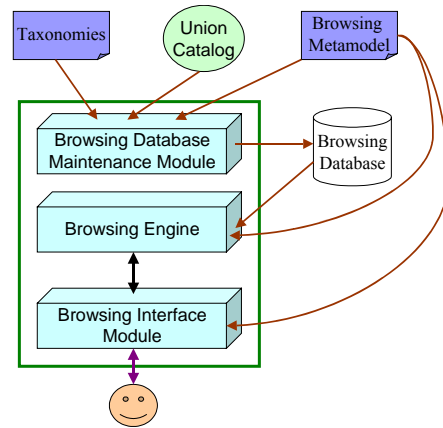 Taxonomies
Union
Catalog
Browsing
Metamodel
Browsing Database
Maintenance Module
Browsing
Database
Browsing Engine
Browsing Interface
Module